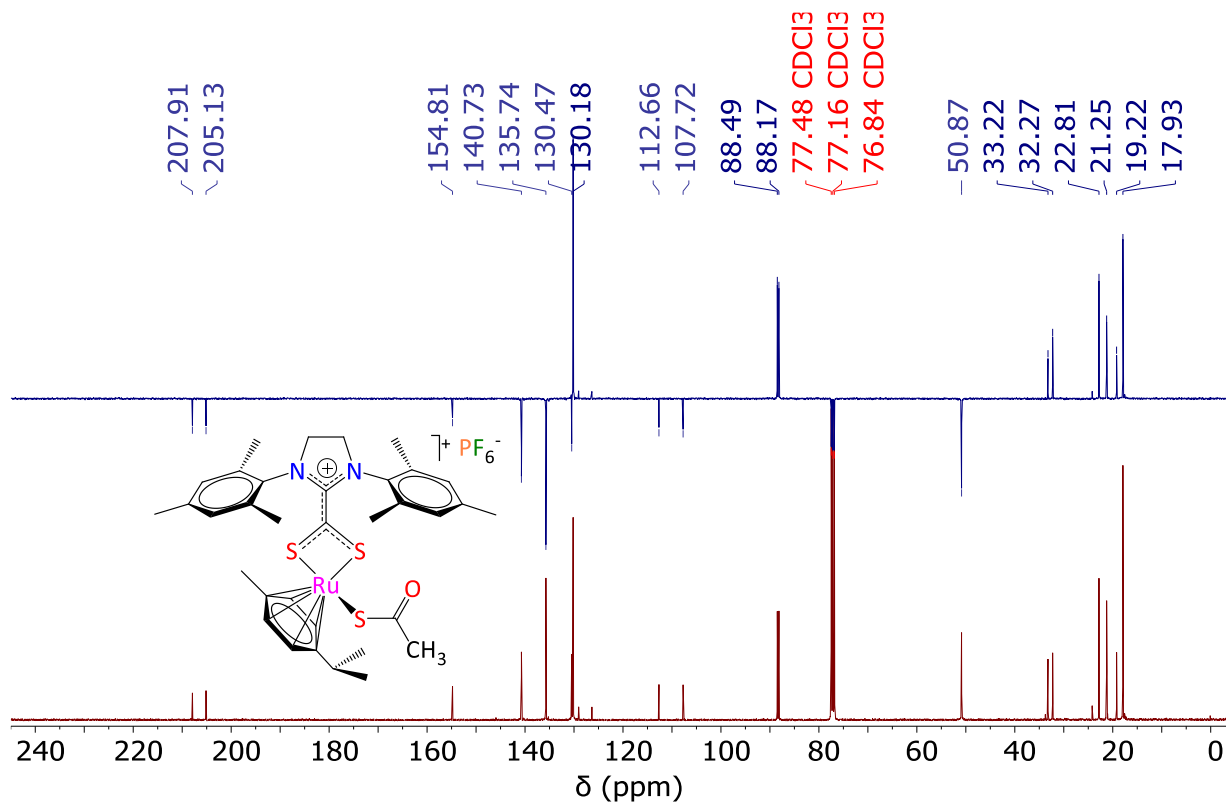 207.91
205.13
154.81
140.73
135.74
130.47
130.18
112.66
107.72
88.49
88.17
77.48 CDCl3
77.16 CDCl3
76.84 CDCl3
50.87
33.22
32.27
22.81
21.25
19.22
17.93
]+ PF6-
N + N
S S
Ru
O
S
CH3
240 220 200 180 160 140 120 100 80 60 40 20 0
δ (ppm)